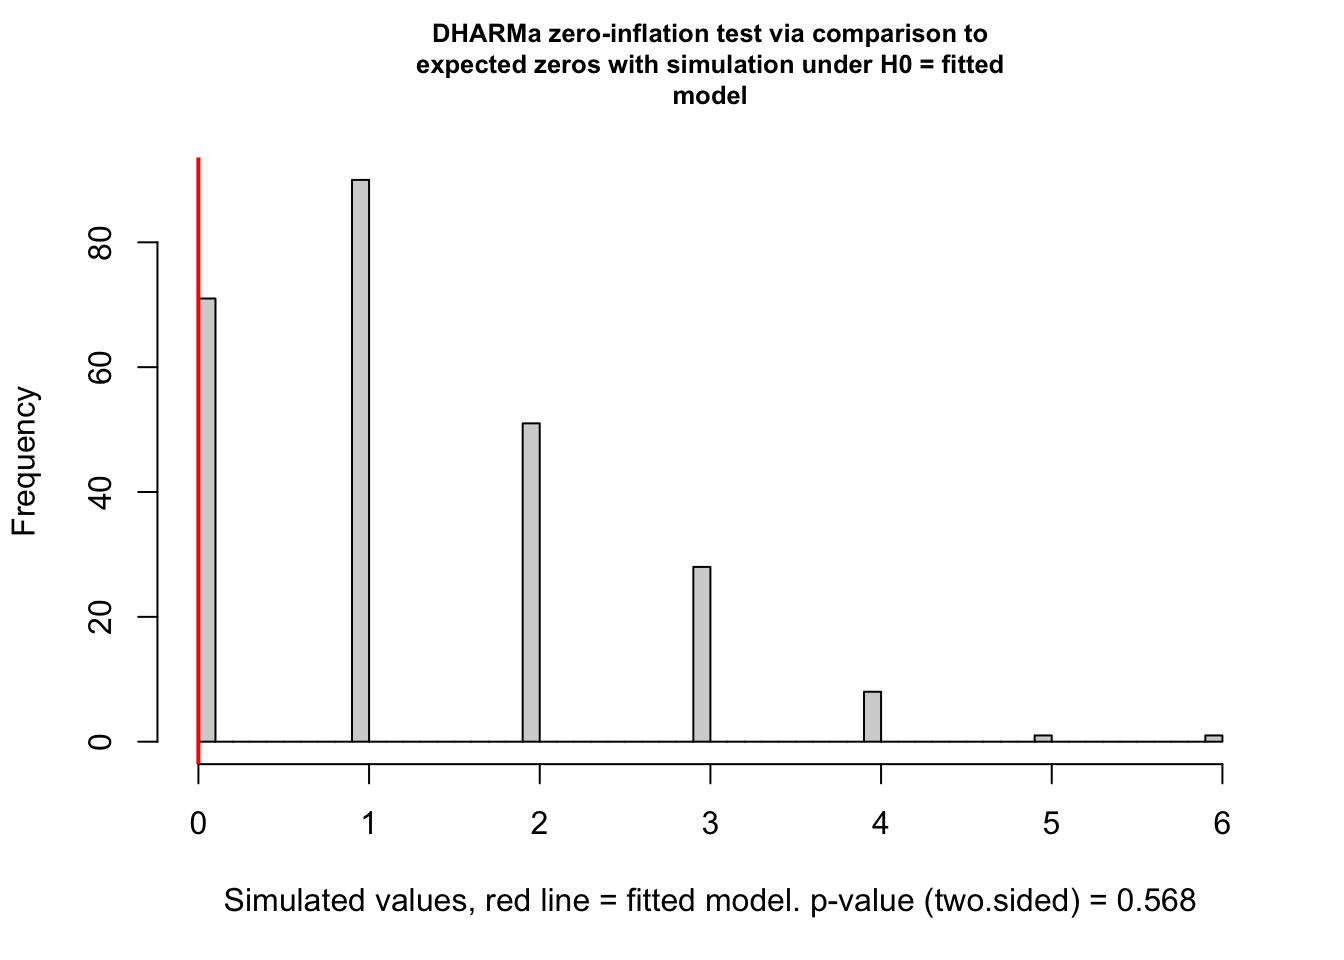 DHARMa zero-inflation test via comparison to
expected zeros with simulation under H0 = fitted
model
Frequency
80
60
40
20
0
0 1 2 3 4 5 6
Simulated values, red line = fitted model. p-value (two.sided) = 0.568